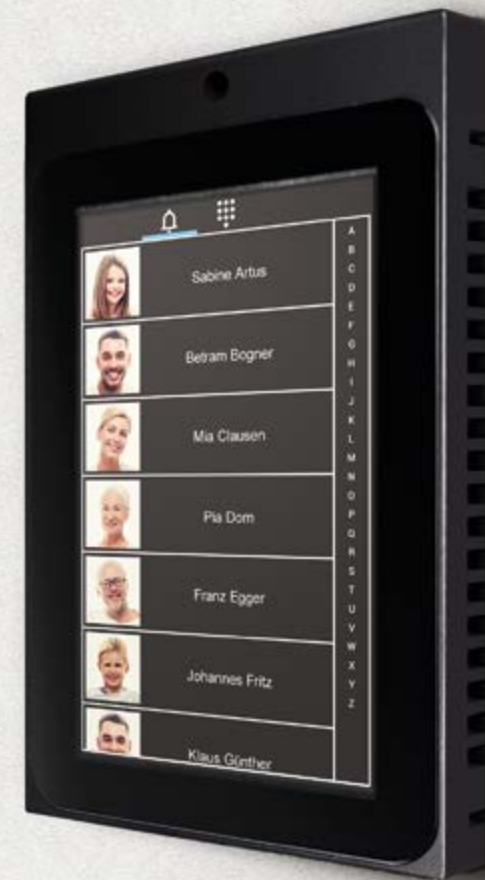 Sabine Artus
Betram Bogner
Mia Clausen
Pia Dorn
Franz Egger
Johannes Fritz
Klaus Günther
A
B
C
D
E
F
G
H
I
J
K
L
M
N
O
P
Q
R
S
T
U
V
W
X
Y
Z